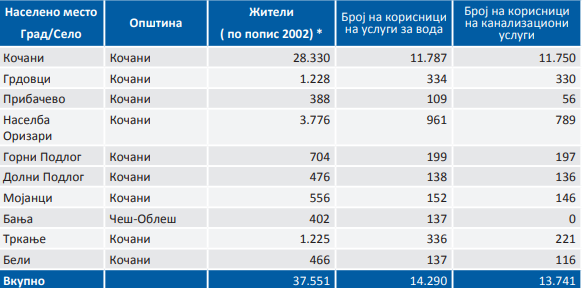 Населено место Град/Село | Општина | Жители ( по попис 2002) * | Број на корисници на услуги за вода | Број на корисници на канализациони услуги
Кочани | Кочани | 28.330 | 11.787 | 11.750
Грдовци | Кочани | 1.228 | 334 | 330
Прибачево | Кочани | 388 | 109 | 56
Населба Оризари | Кочани | 3.776 | 961 | 789
Горни Подлог | Кочани | 704 | 199 | 197
Долни Подлог | Кочани | 476 | 138 | 136
Мојанци | Кочани | 556 | 152 | 146
Бања | Чеш-Облеш | 402 | 137 | 0
Тркање | Кочани | 1.225 | 336 | 221
Бели | Кочани | 466 | 137 | 116
Вкупно | 37.551 | 14.290 | 13.741